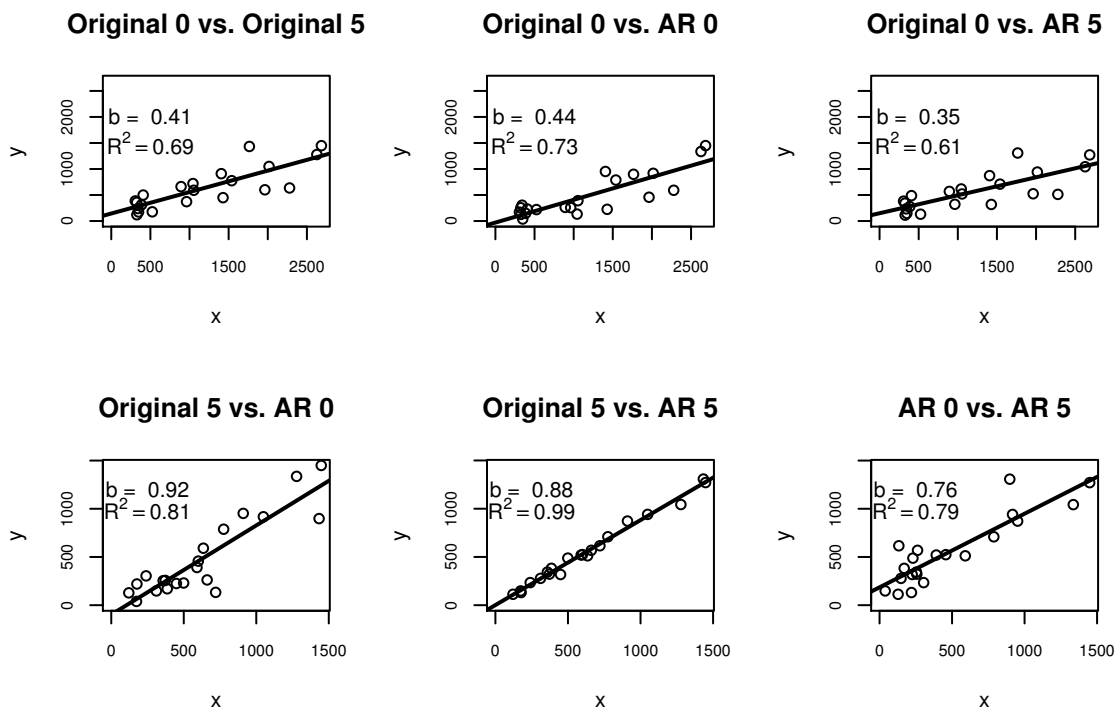 Original 0 vs. Original 5
b = 0.41
R2 = 0.69
y
0 1000 2000
0 500 1500 2500
x
Original 0 vs. AR 0
b = 0.44
R2 = 0.73
y
0 1000 2000
0 500 1500 2500
x
Original 0 vs. AR 5
b = 0.35
R2 = 0.61
y
0 1000 2000
0 500 1500 2500
x
Original 5 vs. AR 0
b = 0.92
R2 = 0.81
y
0 500 1000
0 500 1000 1500
x
Original 5 vs. AR 5
b = 0.88
R2 = 0.99
y
0 500 1000
0 500 1000 1500
x
AR 0 vs. AR 5
b = 0.76
R2 = 0.79
y
0 500 1000
0 500 1000 1500
x